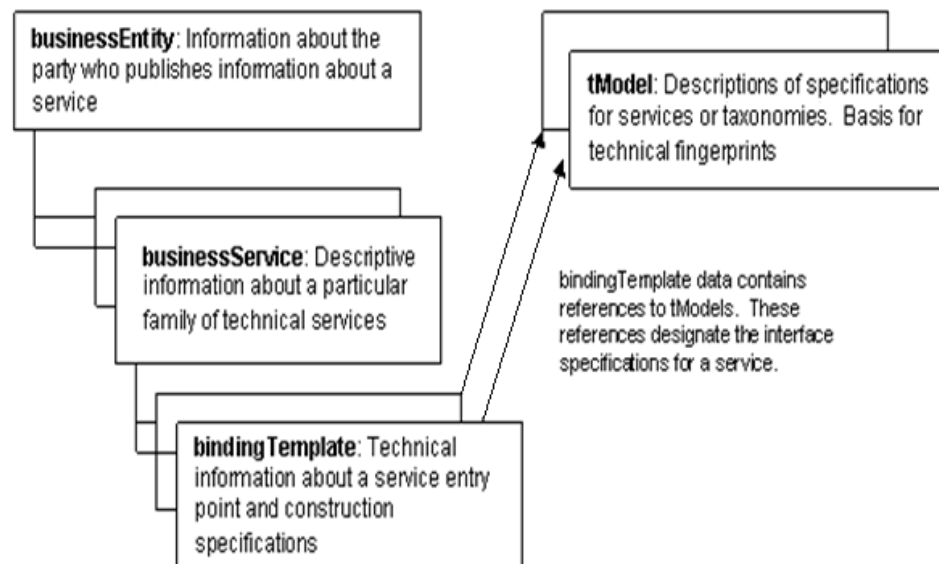 businessEntity: Information about the
party who publishes information about a
service
tModel: Descriptions of specifications
for services or taxonomies. Basis for
technical fingerprints
businessService: Descriptive
information about a particular
family of technical services
bindingTemplate data contains
references to tModels. These
references designate the interface
specifications for a service.
bindingTemplate: Technical
information about a service entry
point and construction
specifications